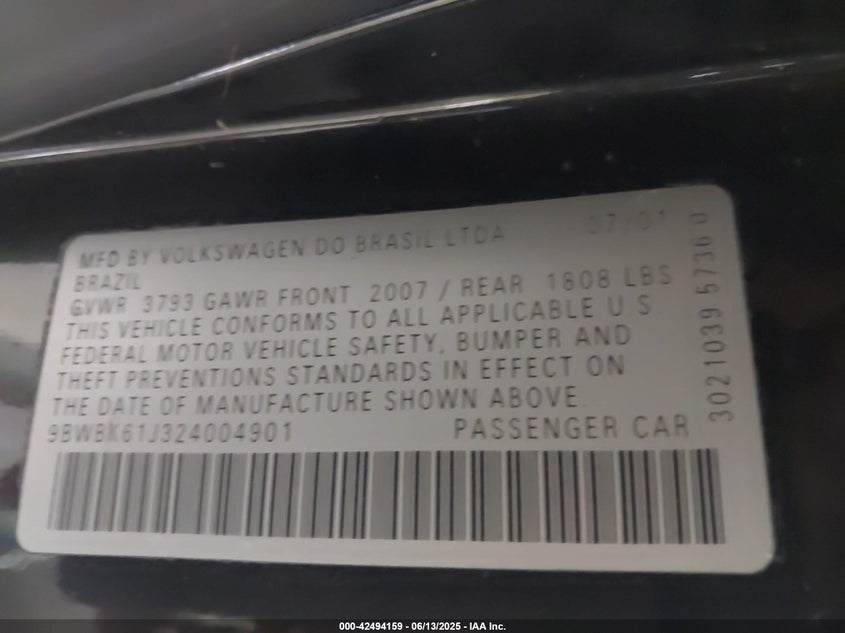 MFD BY VOLKSWAGEN DO BRASIL LTDA 07/01
BRAZIL
GVWR 3793 GAWR FRONT 2007 / REAR 1808 LBS
THIS VEHICLE CONFORMS TO ALL APPLICABLE U S
FEDERAL MOTOR VEHICLE SAFETY, BUMPER AND
THEFT PREVENTIONS STANDARDS IN EFFECT ON
THE DATE OF MANUFACTURE SHOWN ABOVE.
9BWBK61J324004901 PASSENGER CAR
3021039 5736 0
000-42494159 - 06/13/2025 - IAA Inc.